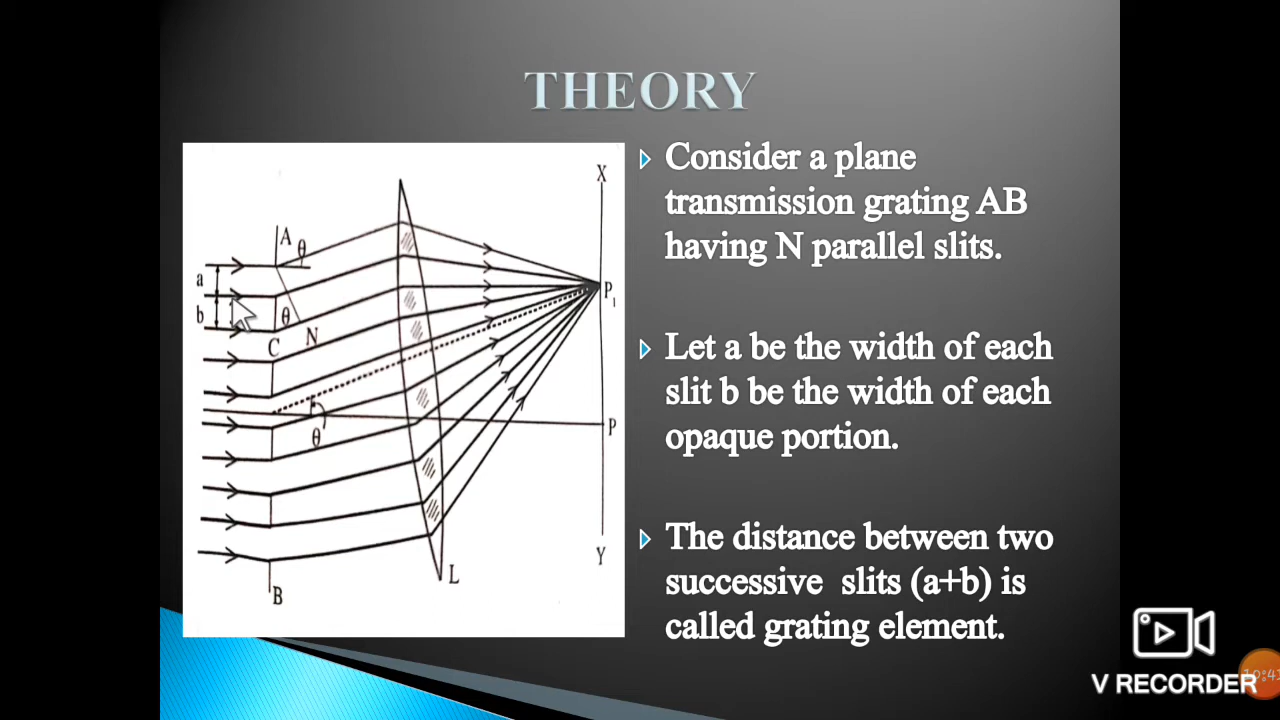 THEORY
X
A
θ
a
P1
b
θ
N
C
P
θ
Y
L
B
Consider a plane
transmission grating AB
having N parallel slits.
Let a be the width of each
slit b be the width of each
opaque portion.
The distance between two
successive slits (a+b) is
called grating element.
V RECORDER